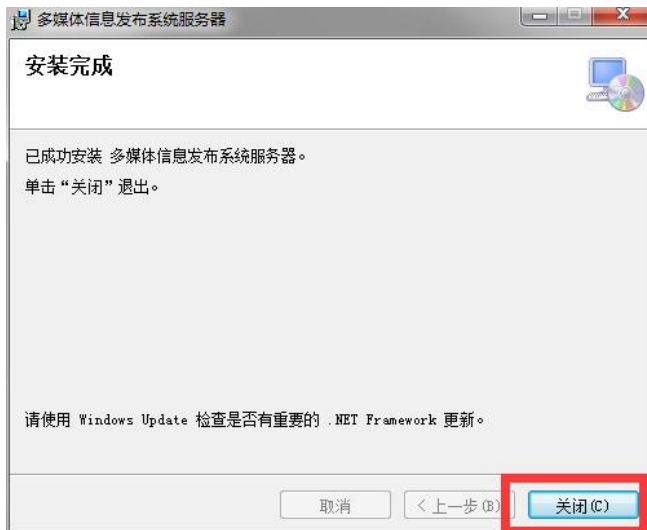 多媒体信息发布系统服务器
安装完成
已成功安装 多媒体信息发布系统服务器。
单击“关闭”退出。
请使用 Windows Update 检查是否有重要的 .NET Framework 更新。
取消
<上一步(B)
关闭(C)